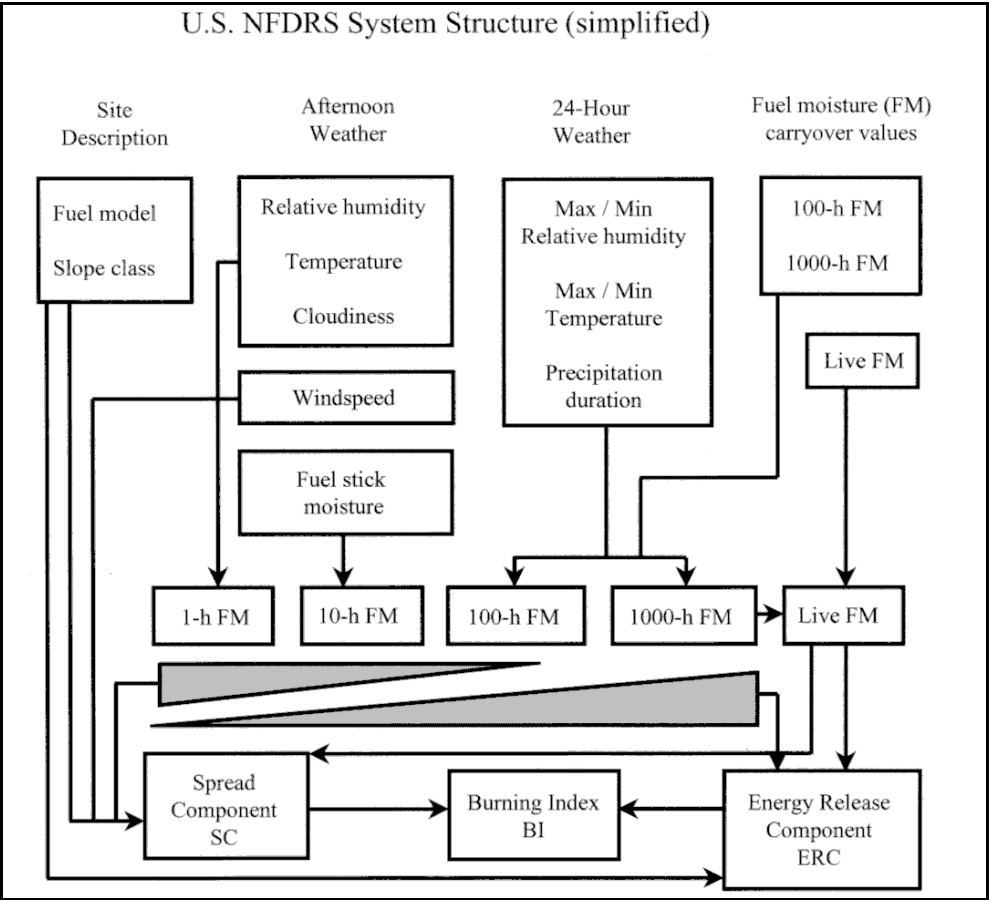 U.S. NFDRS System Structure (simplified)
Site
Description
Afternoon
Weather
24-Hour
Weather
Fuel moisture (FM)
carryover values
Fuel model
Slope class
Relative humidity
Temperature
Cloudiness
Max / Min
Relative humidity
Max / Min
Temperature
Precipitation
duration
100-h FM
1000-h FM
Live FM
Windspeed
Fuel stick
moisture
1-h FM
10-h FM
100-h FM
1000-h FM
Live FM
Spread
Component
SC
Burning Index
BI
Energy Release
Component
ERC